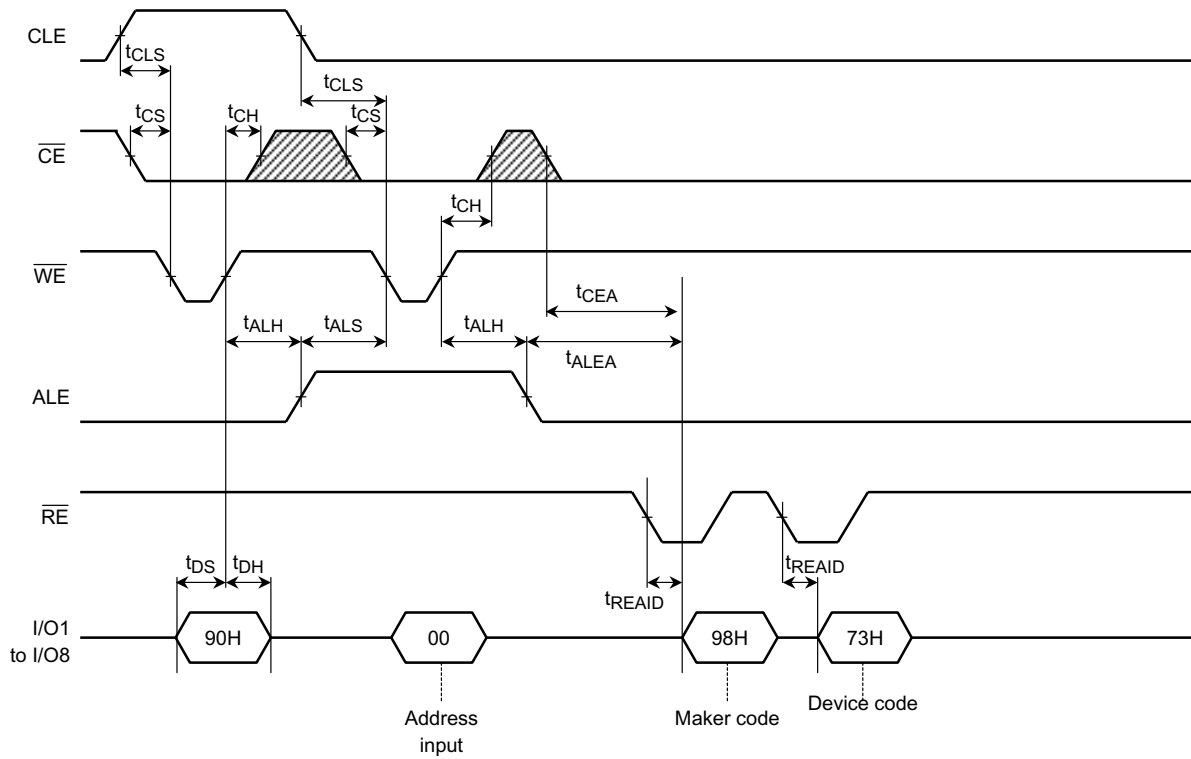 CLE
tCLS
tCLS
tCS
tCH
tCS
CE
tCH
WE
tCEA
tALH
tALS
tALH
tALEA
ALE
RE
tDS
tDH
tREAID
tREAID
I/O1
to I/O8
90H
00
98H
73H
Address
input
Maker code
Device code